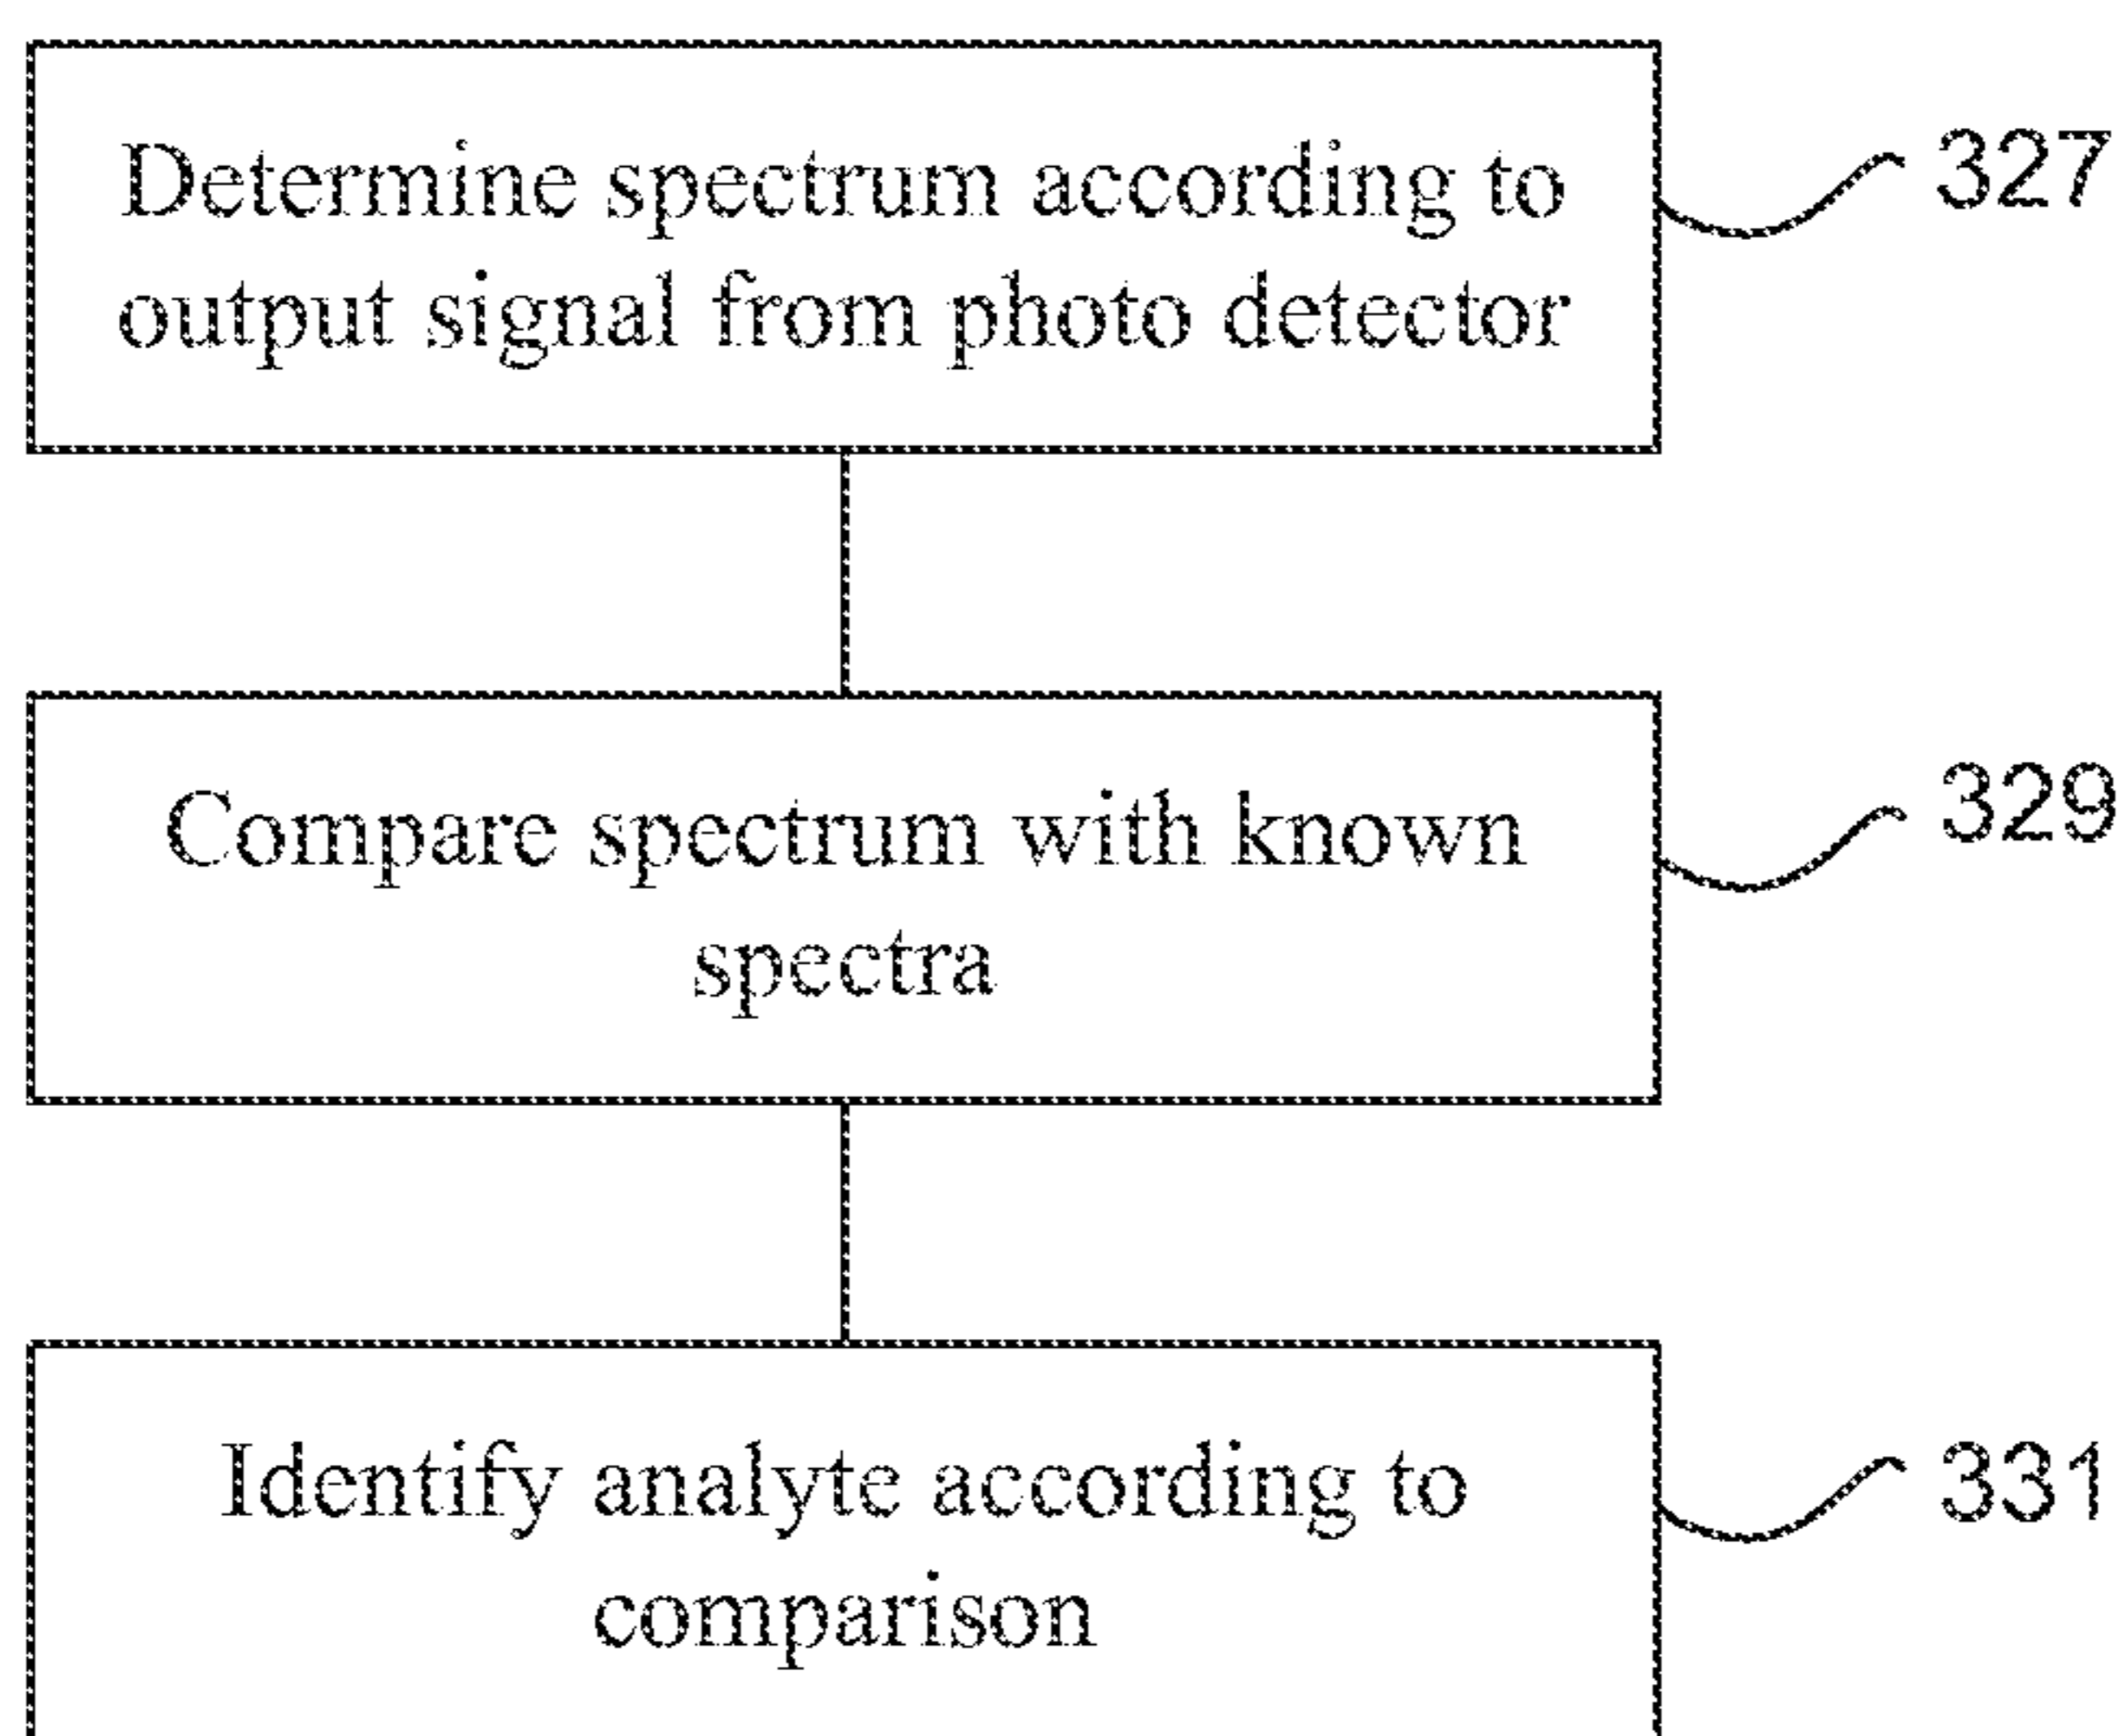 Determine spectrum according to
output signal from photo detector
327
Compare spectrum with known
spectra
329
Identify analyte according to
comparison
331